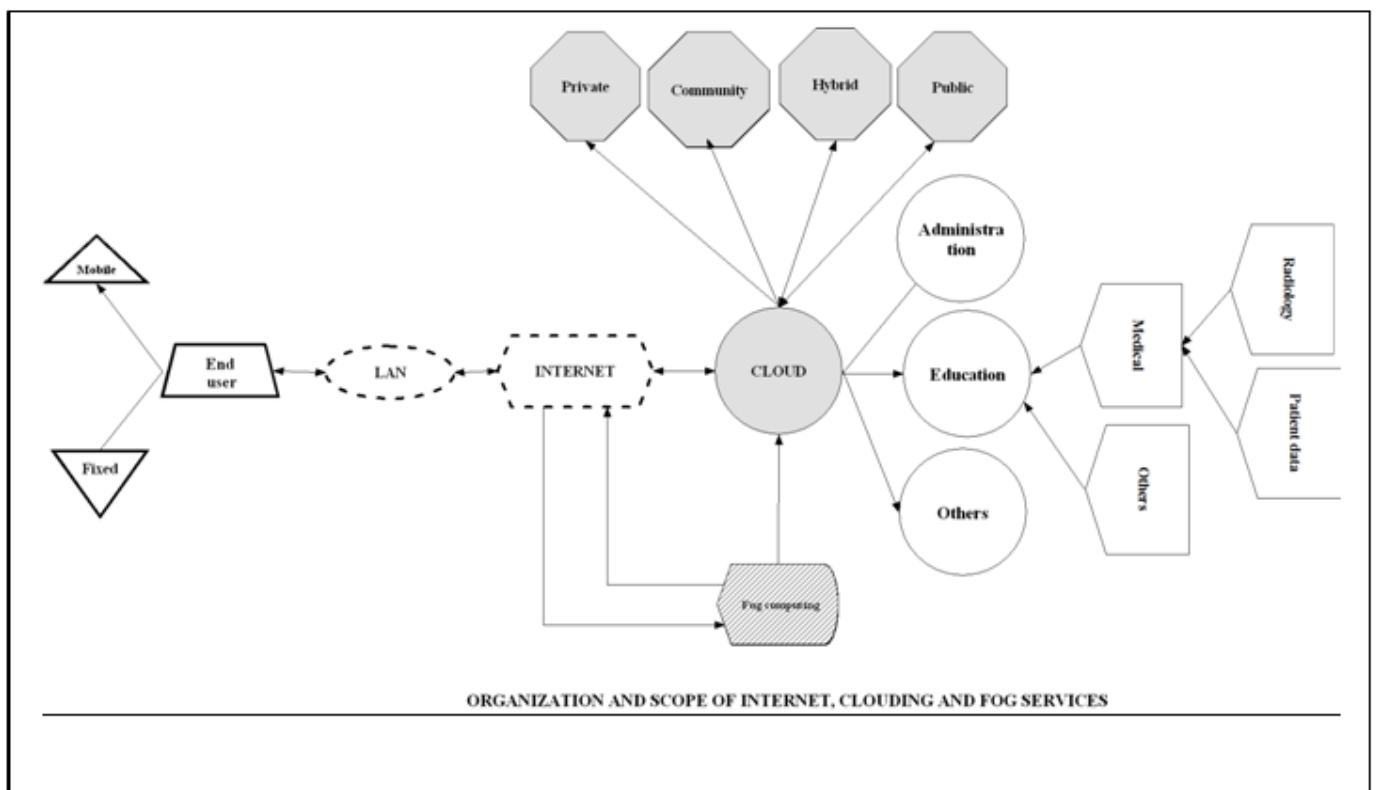 Private
Community
Hybrid
Public
Administra
tion
Mobile
End
user
LAN
INTERNET
CLOUD
Education
Medical
Radiology
Fixed
Patient data
Others
Others
Fog computing
ORGANIZATION AND SCOPE OF INTERNET, CLOUDING AND FOG SERVICES